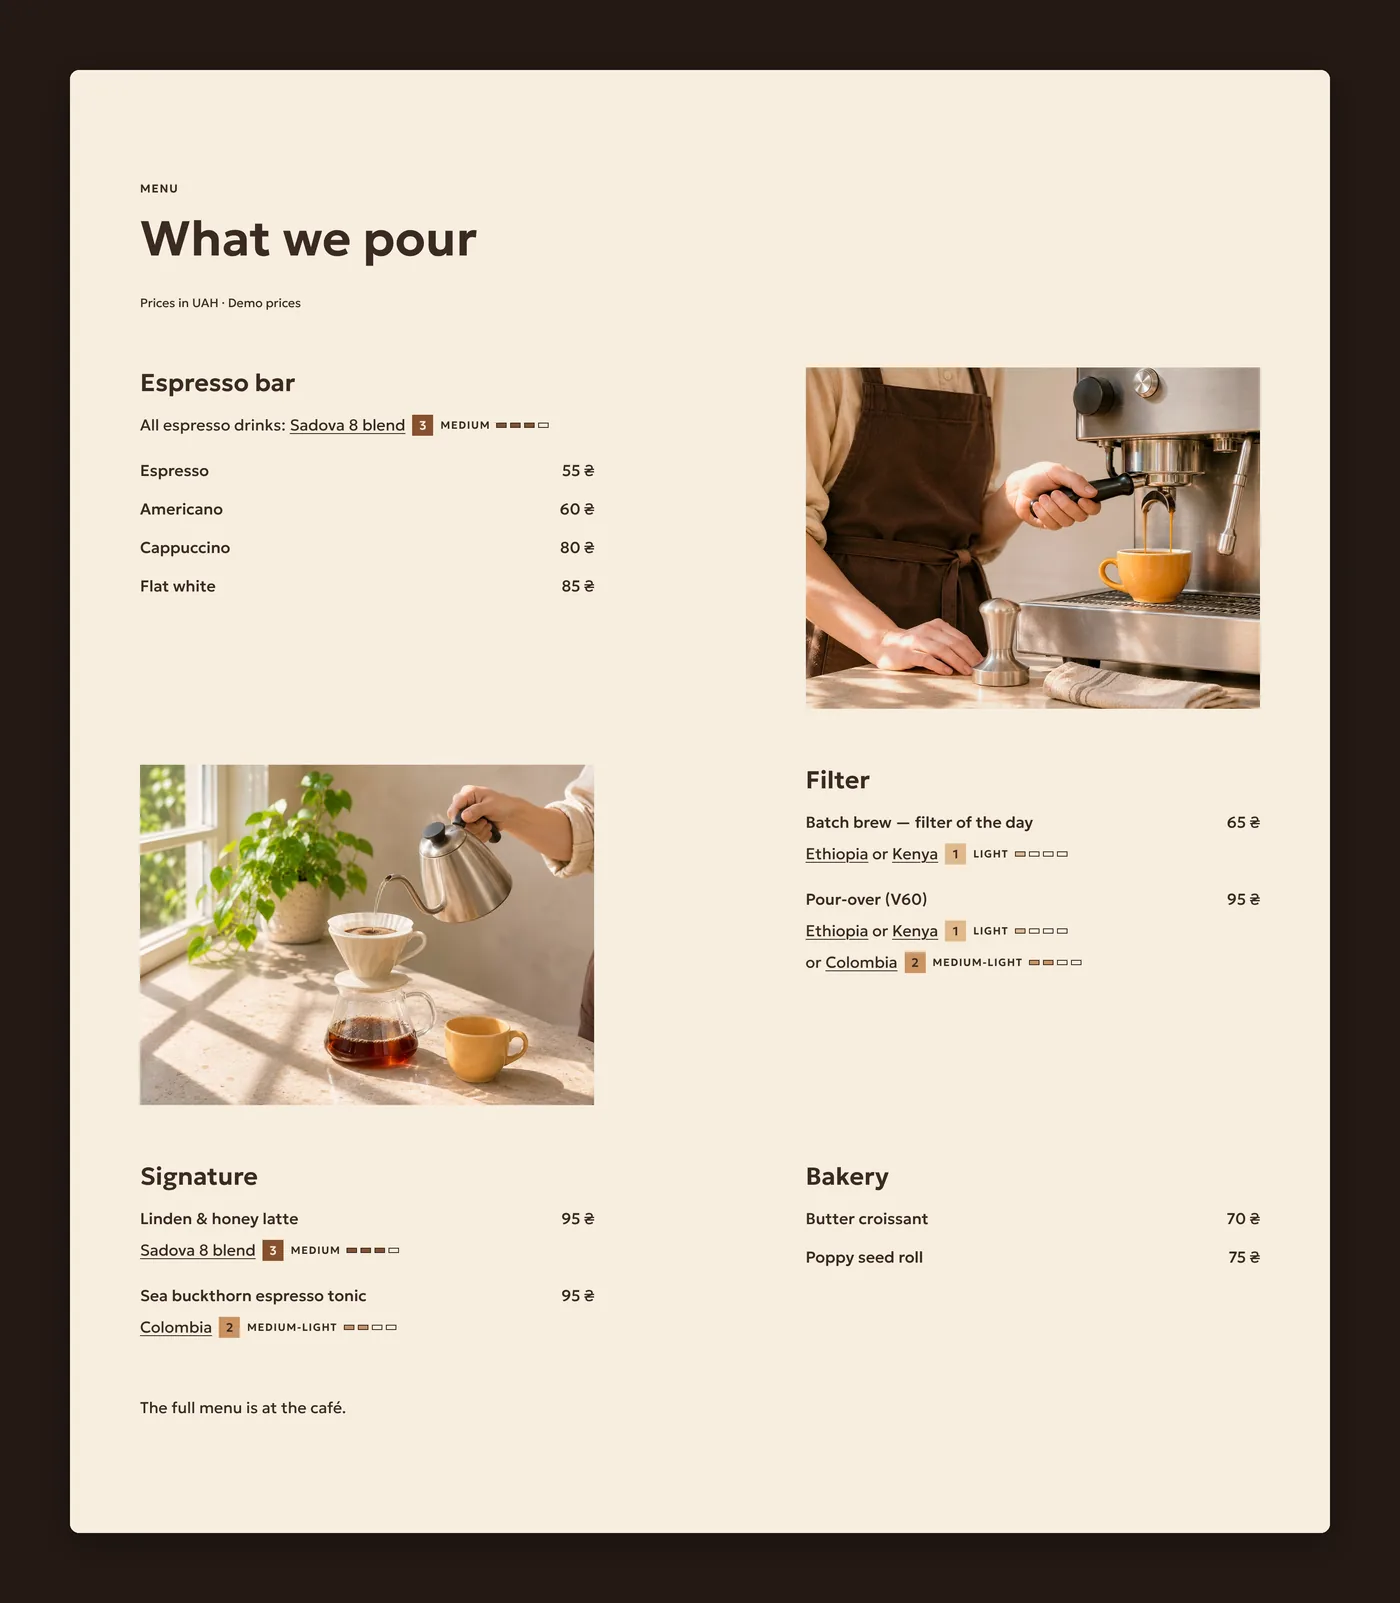 MENU
What we pour
Prices in UAH · Demo prices
Espresso bar
All espresso drinks: Sadova 8 blend 3 MEDIUM
Espresso 55 ₴
Americano 60 ₴
Cappuccino 80 ₴
Flat white 85 ₴
Filter
Batch brew — filter of the day 65 ₴
Ethiopia or Kenya 1 LIGHT
Pour-over (V60) 95 ₴
Ethiopia or Kenya 1 LIGHT
or Colombia 2 MEDIUM-LIGHT
Signature
Linden & honey latte 95 ₴
Sadova 8 blend 3 MEDIUM
Sea buckthorn espresso tonic 95 ₴
Colombia 2 MEDIUM-LIGHT
Bakery
Butter croissant 70 ₴
Poppy seed roll 75 ₴
The full menu is at the café.